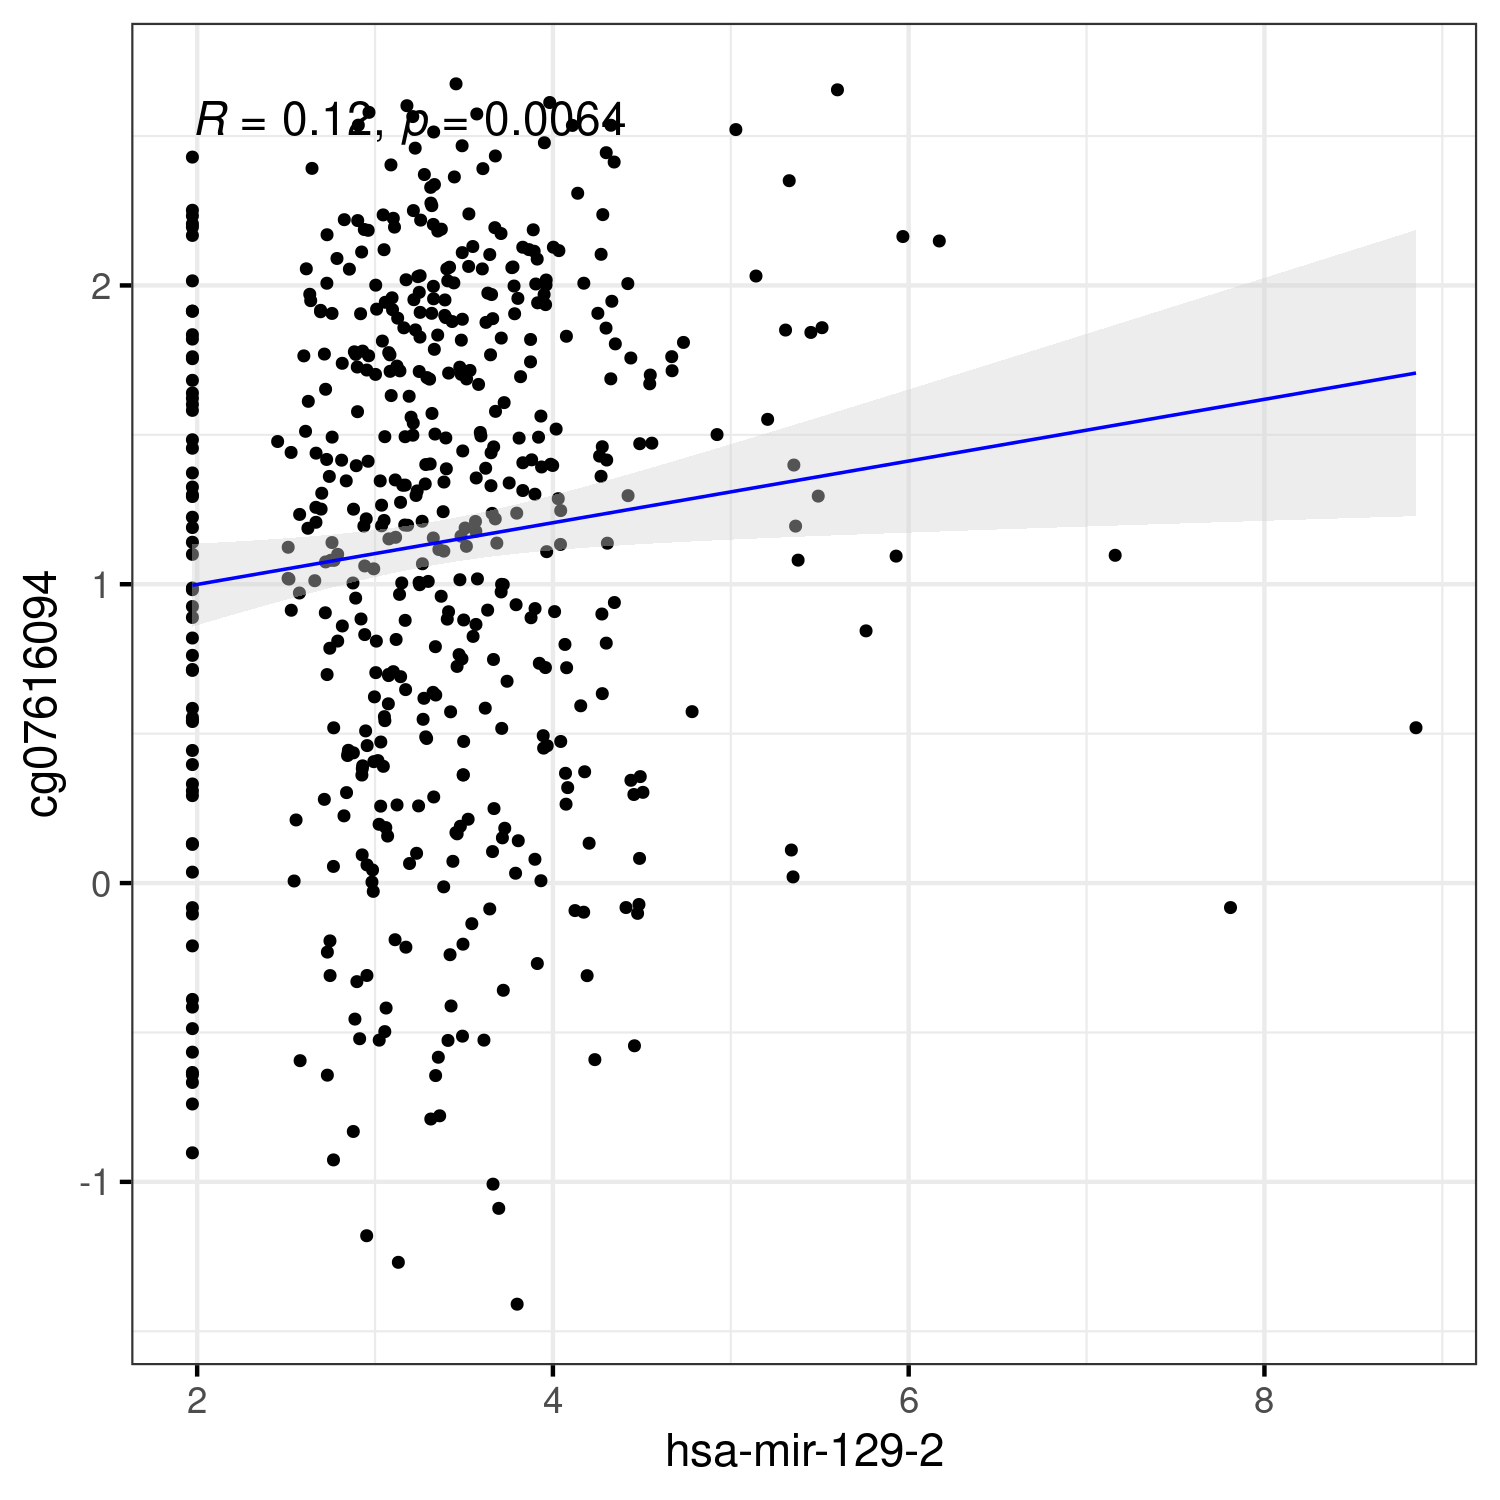 R = 0.12, p = 0.0064
2
1
0
-1
2 4 6 8
hsa-mir-129-2
cg07616094